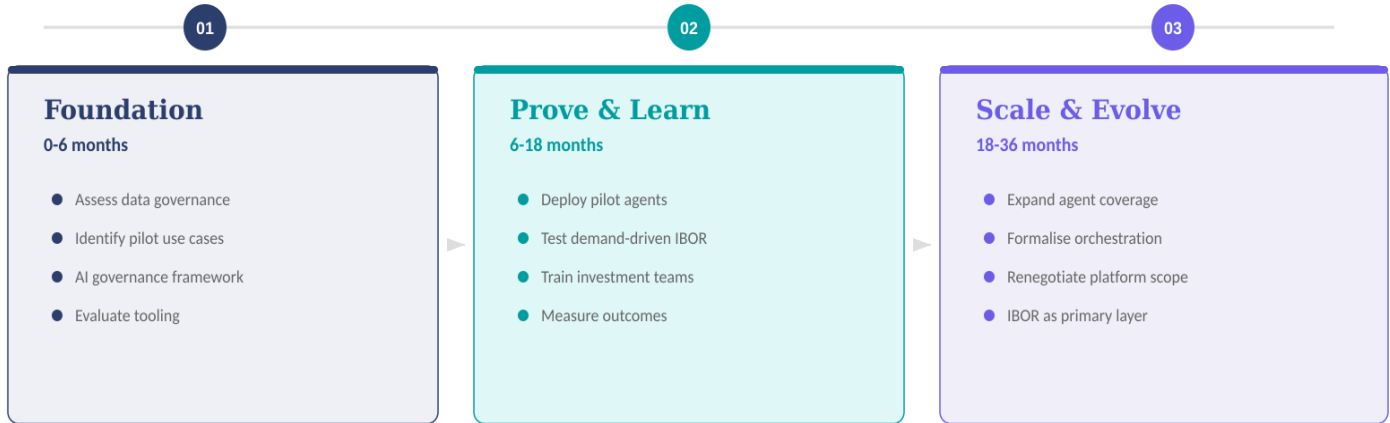 01
02
03
Foundation
0-6 months
Assess data governance
Identify pilot use cases
AI governance framework
Evaluate tooling
Prove & Learn
6-18 months
Deploy pilot agents
Test demand-driven IBOR
Train investment teams
Measure outcomes
Scale & Evolve
18-36 months
Expand agent coverage
Formalise orchestration
Renegotiate platform scope
IBOR as primary layer